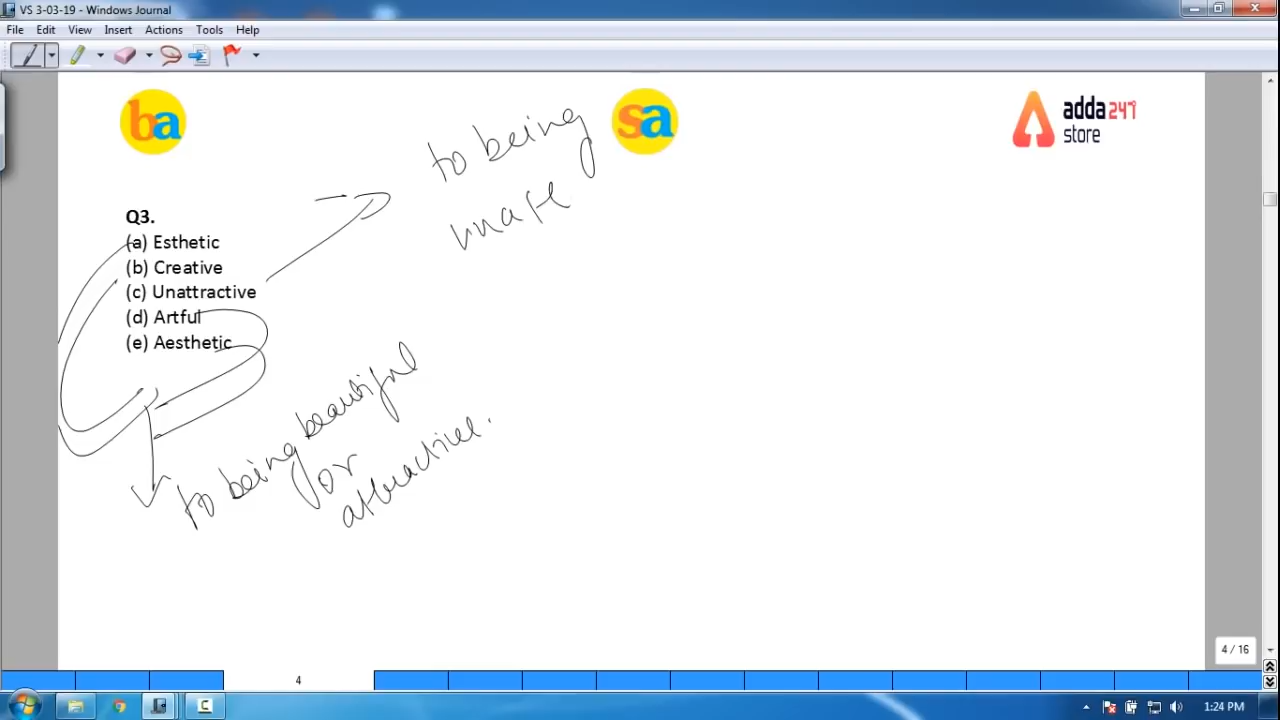 VS 3-03-19 - Windows Journal
File Edit View Insert Actions Tools Help
ba
sa
adda247
store
to being
Q3.
(a) Esthetic
(b) Creative
(c) Unattractive
(d) Artful
(e) Aesthetic
to being beautiful
or
attractive.
4 / 16
4
1:24 PM